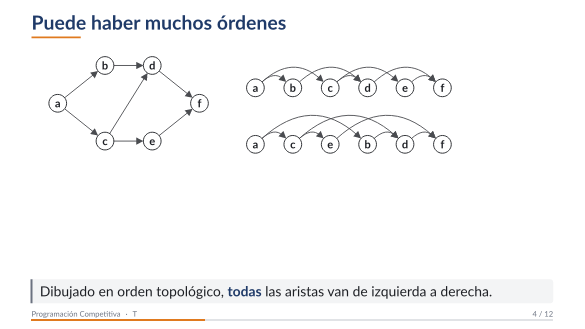 Puede haber muchos órdenes
b d
a f
c e
a b c d e f
a c e b d f
Dibujado en orden topológico, todas las aristas van de izquierda a derecha.
Programación Competitiva · T
4 / 12